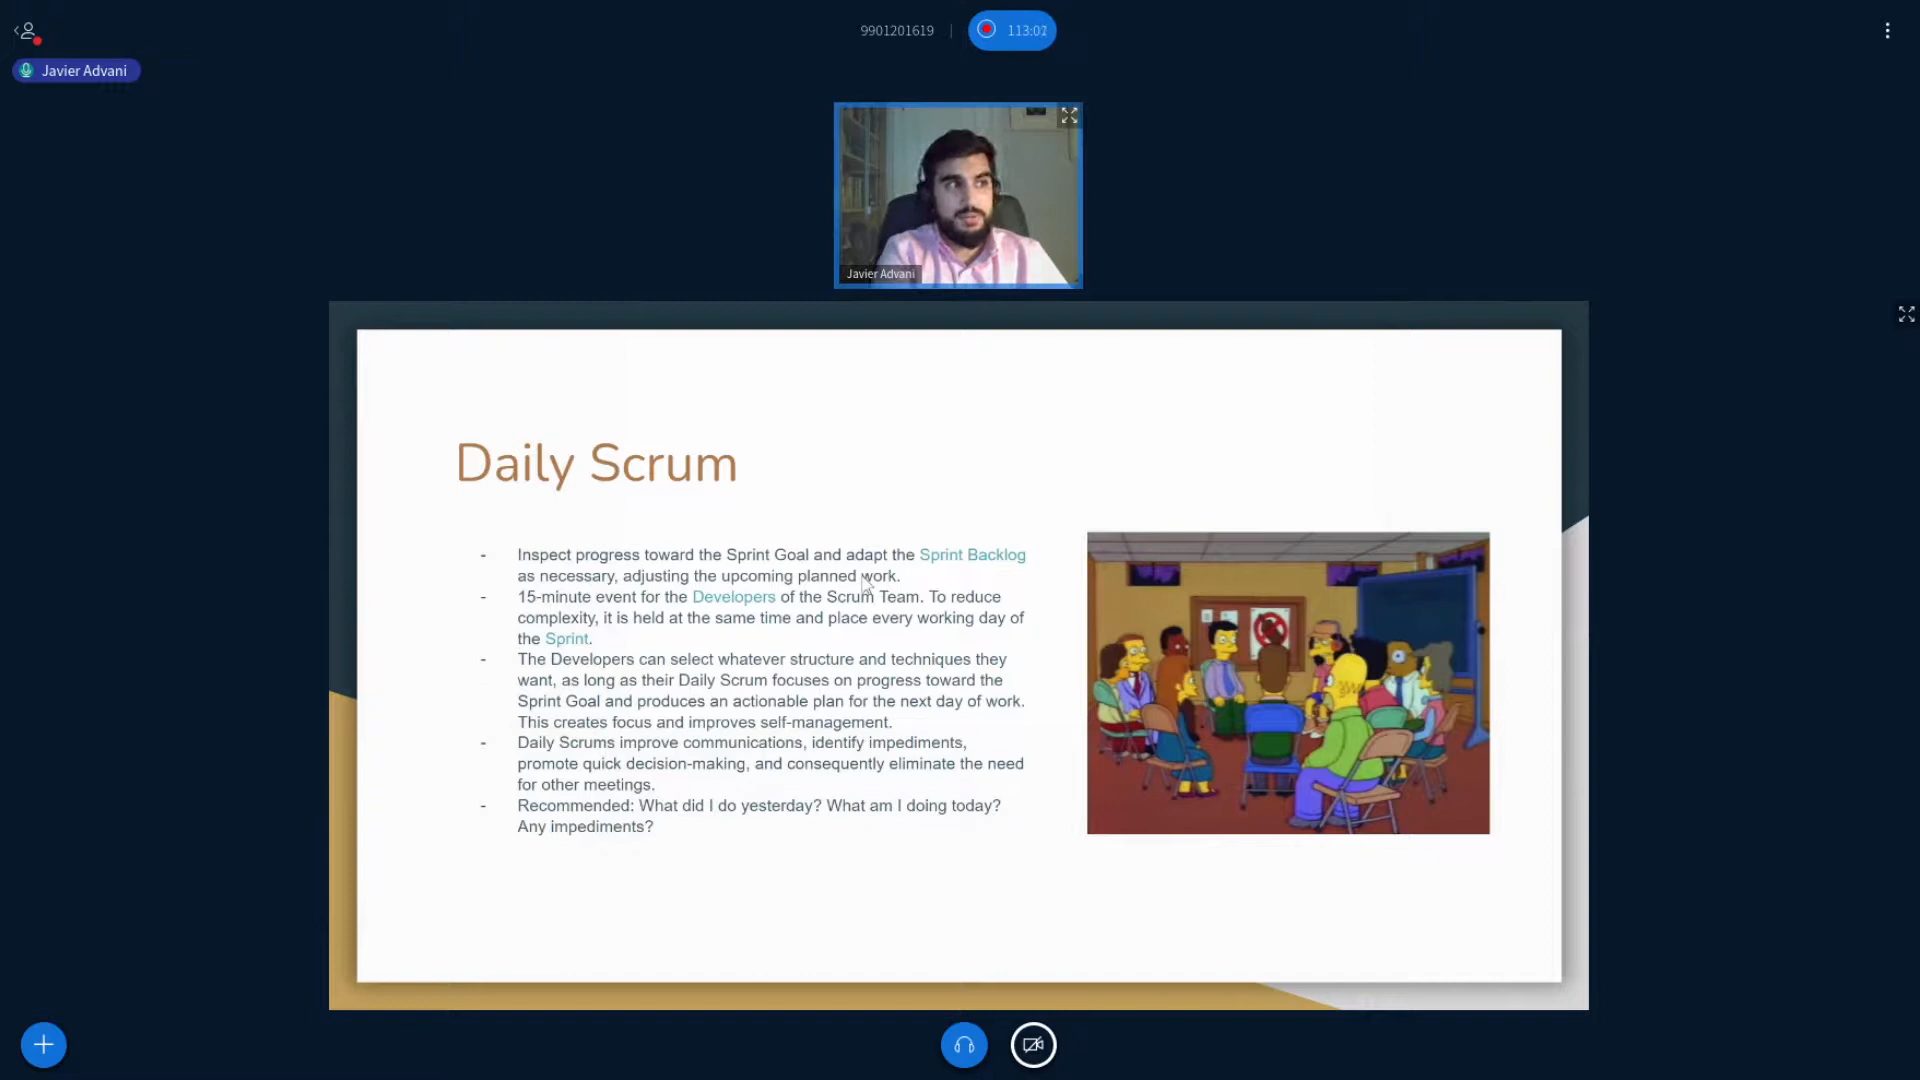 9901201619 | 113:07
Javier Advani
Javier Advani
Daily Scrum
- Inspect progress toward the Sprint Goal and adapt the Sprint Backlog
as necessary, adjusting the upcoming planned work.
- 15-minute event for the Developers of the Scrum Team. To reduce
complexity, it is held at the same time and place every working day of
the Sprint.
- The Developers can select whatever structure and techniques they
want, as long as their Daily Scrum focuses on progress toward the
Sprint Goal and produces an actionable plan for the next day of work.
This creates focus and improves self-management.
- Daily Scrums improve communications, identify impediments,
promote quick decision-making, and consequently eliminate the need
for other meetings.
- Recommended: What did I do yesterday? What am I doing today?
Any impediments?